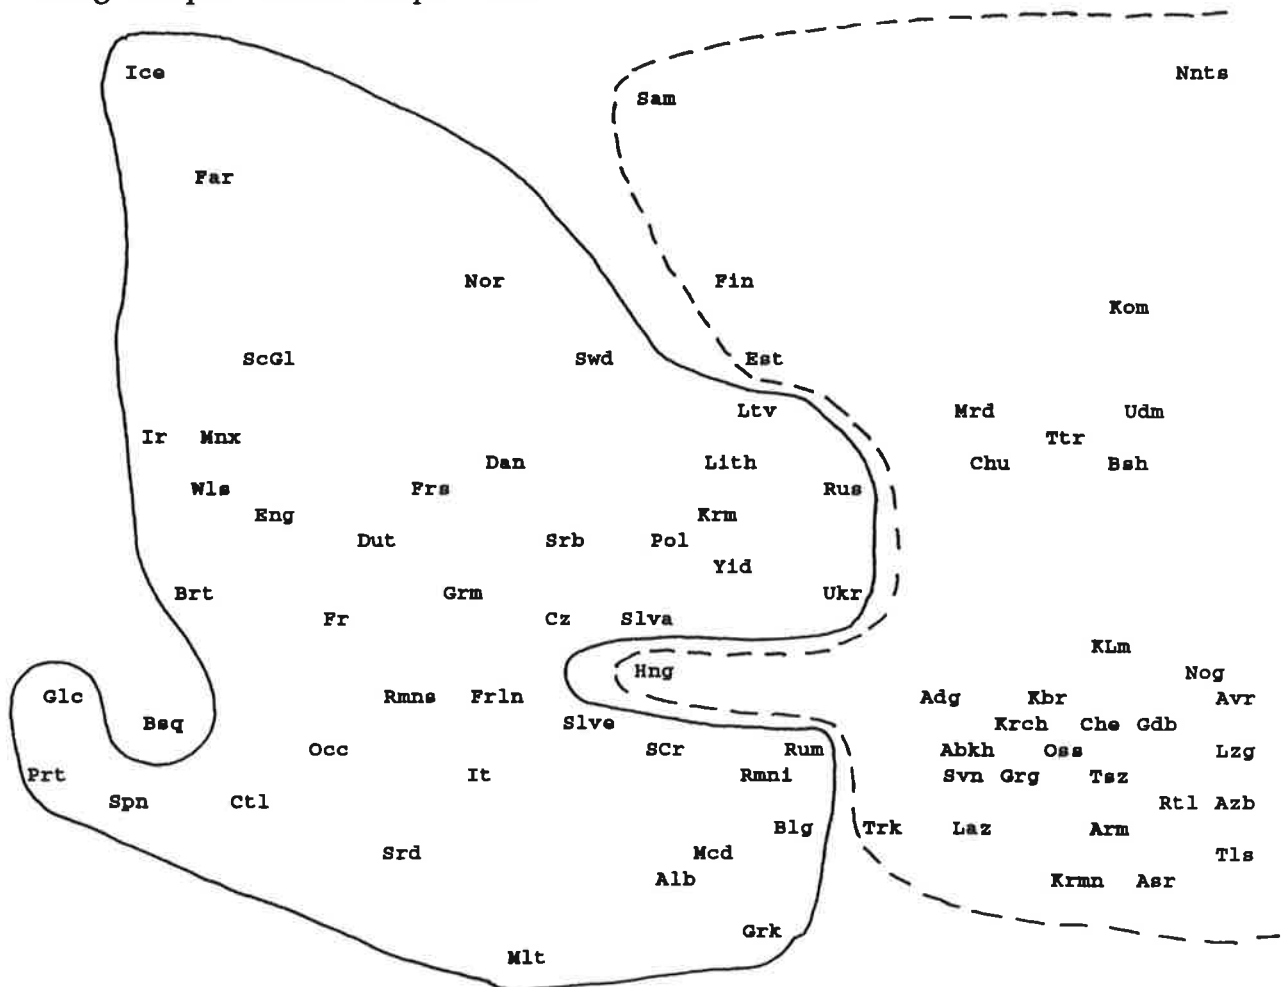 Ice Nnts
Sam
Far
Nor Fin
Kom
ScGl Swd Est
Ltv Mrd Udm
Ir Mnx Ttr
Dan Lith Chu Bsh
Wls Frs Rus
Eng Krm
Dut Srb Pol
Yid
Brt Grm Ukr
Fr Cz Slva
KLm
Hng Nog
Glc Rmns Frln Adg Kbr Avr
Bsq Slve Krch Che Gdb
Occ SCr Rum Abkh Oss Lzg
Prt It Rmni Svn Grg Tsz
Spn Ctl Rtl Azb
Blg Trk Laz Arm
Srd Mcd Tls
Alb Krmn Asr
Grk
Mlt